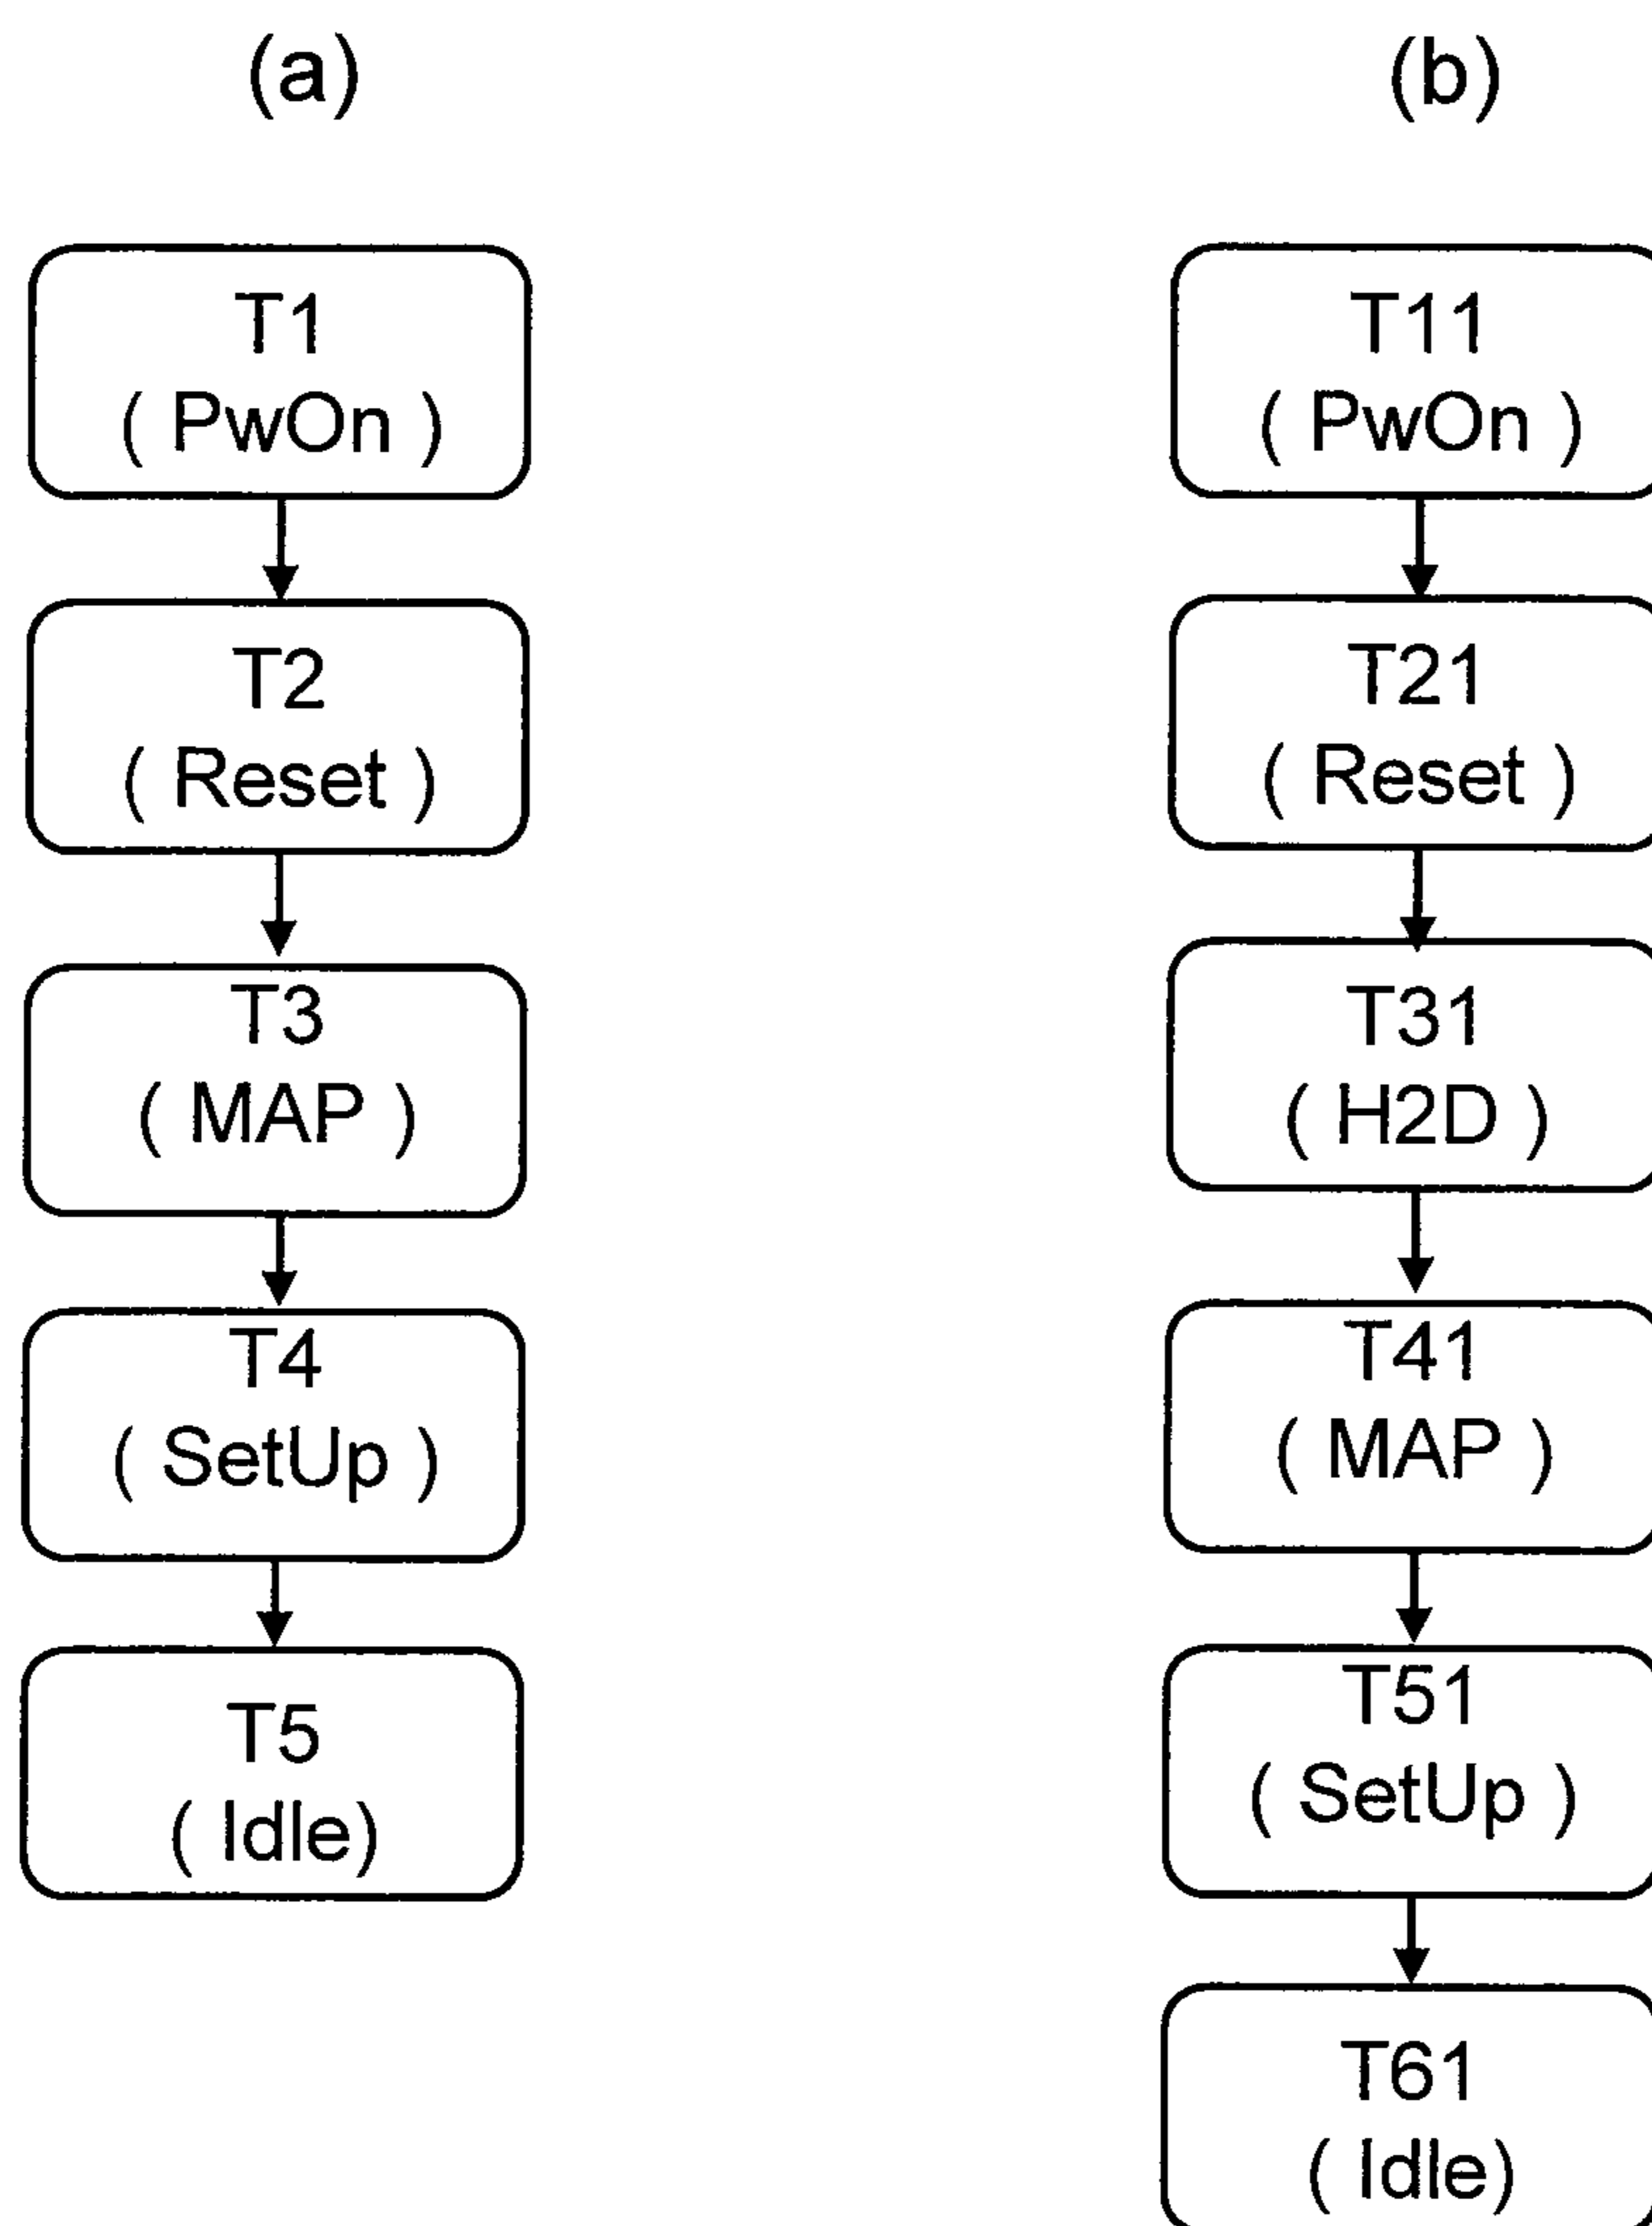 (a)
T1
( PwOn )
T2
( Reset )
T3
( MAP )
T4
( SetUp )
T5
( Idle)
(b)
T11
( PwOn )
T21
( Reset )
T31
( H2D )
T41
( MAP )
T51
( SetUp )
T61
( Idle)